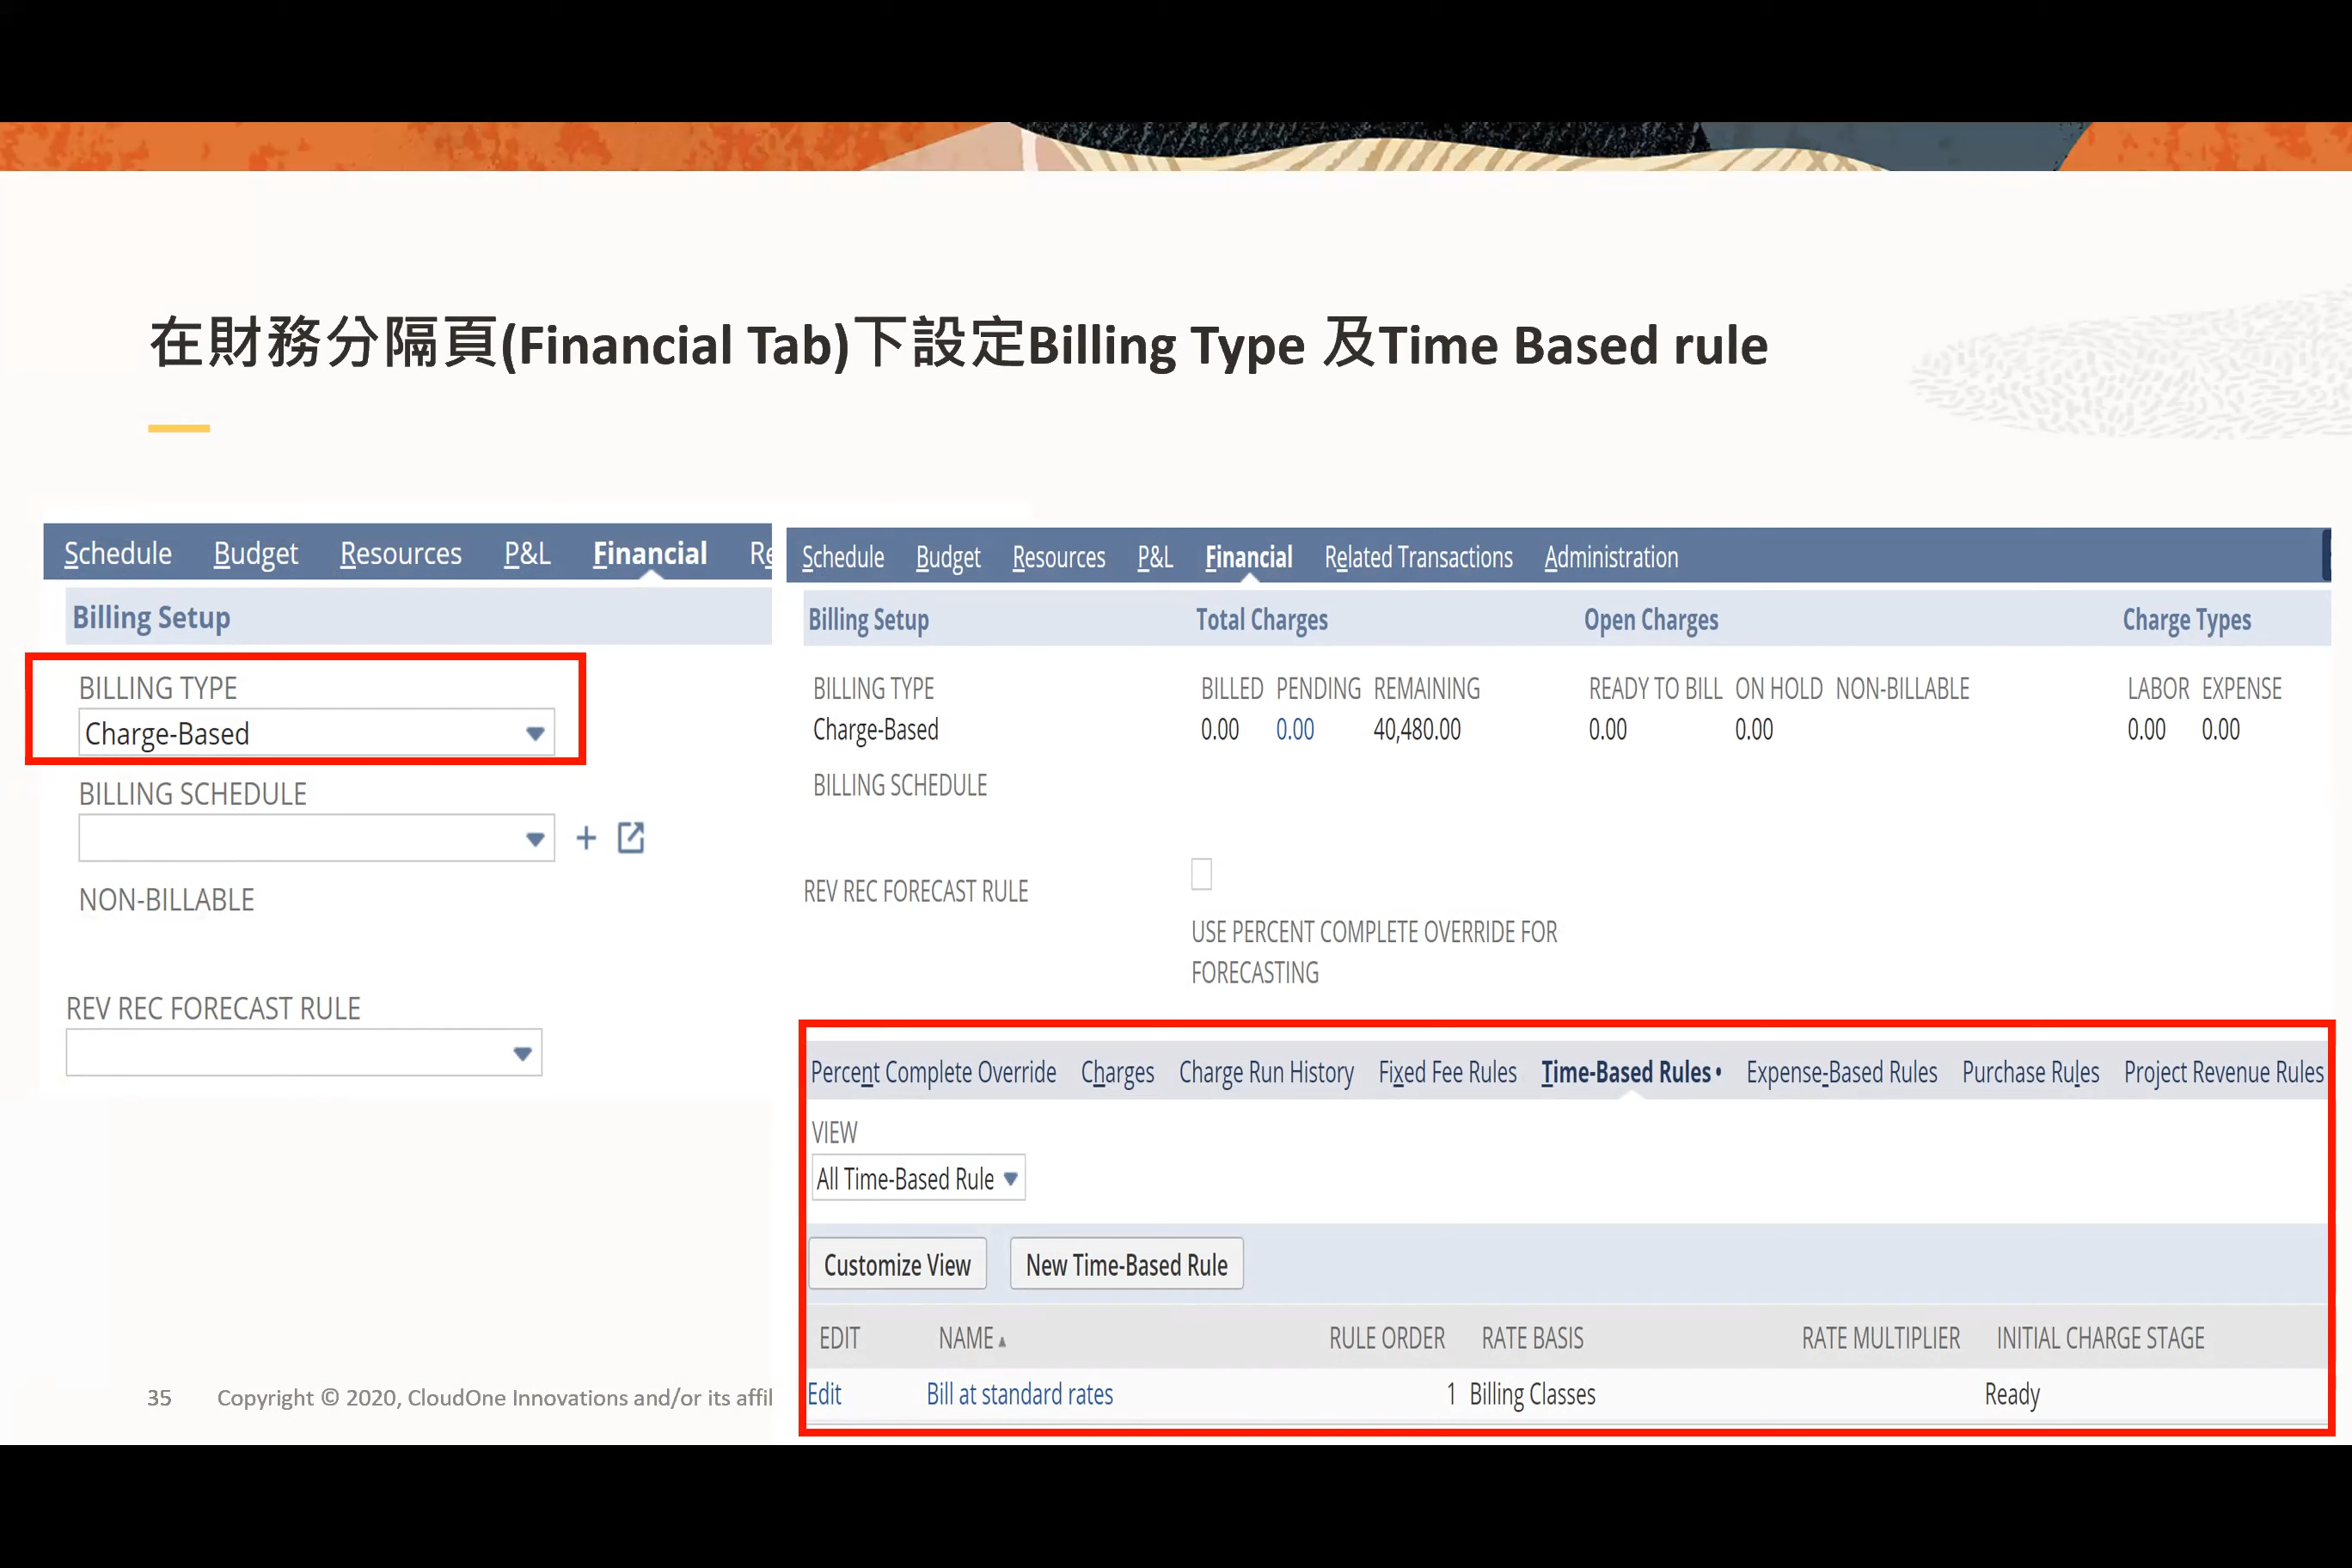 在財務分隔頁(Financial Tab)下設定Billing Type 及Time Based rule
Schedule Budget Resources P&L Financial Re
Billing Setup
BILLING TYPE
Charge-Based
BILLING SCHEDULE
NON-BILLABLE
REV REC FORECAST RULE
Schedule Budget Resources P&L Financial Related Transactions Administration
Billing Setup Total Charges Open Charges Charge Types
BILLING TYPE BILLED PENDING REMAINING READY TO BILL ON HOLD NON-BILLABLE LABOR EXPENSE
Charge-Based 0.00 0.00 40,480.00 0.00 0.00 0.00 0.00
BILLING SCHEDULE
REV REC FORECAST RULE
USE PERCENT COMPLETE OVERRIDE FOR
FORECASTING
Percent Complete Override Charges Charge Run History Fixed Fee Rules Time-Based Rules • Expense-Based Rules Purchase Rules Project Revenue Rules
VIEW
All Time-Based Rule
Customize View New Time-Based Rule
EDIT NAME ▲ RULE ORDER RATE BASIS RATE MULTIPLIER INITIAL CHARGE STAGE
Edit Bill at standard rates 1 Billing Classes Ready
35 Copyright © 2020, CloudOne Innovations and/or its affil